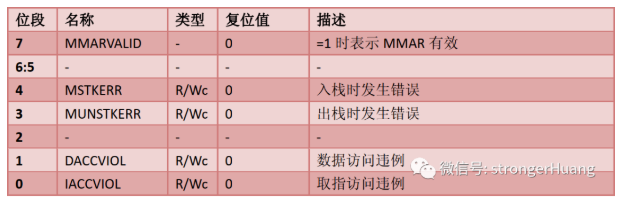 位段 名称 类型 复位值 描述
7 MMARVALID - 0 =1 时表示 MMAR 有效
6:5 - - - -
4 MSTKERR R/Wc 0 入栈时发生错误
3 MUNSTKERR R/Wc 0 出栈时发生错误
2 - - - -
1 DACCVIOL R/Wc 0 数据访问违例
0 IACCVIOL R/Wc 0 取指访问违例
微信号: strongerHuang